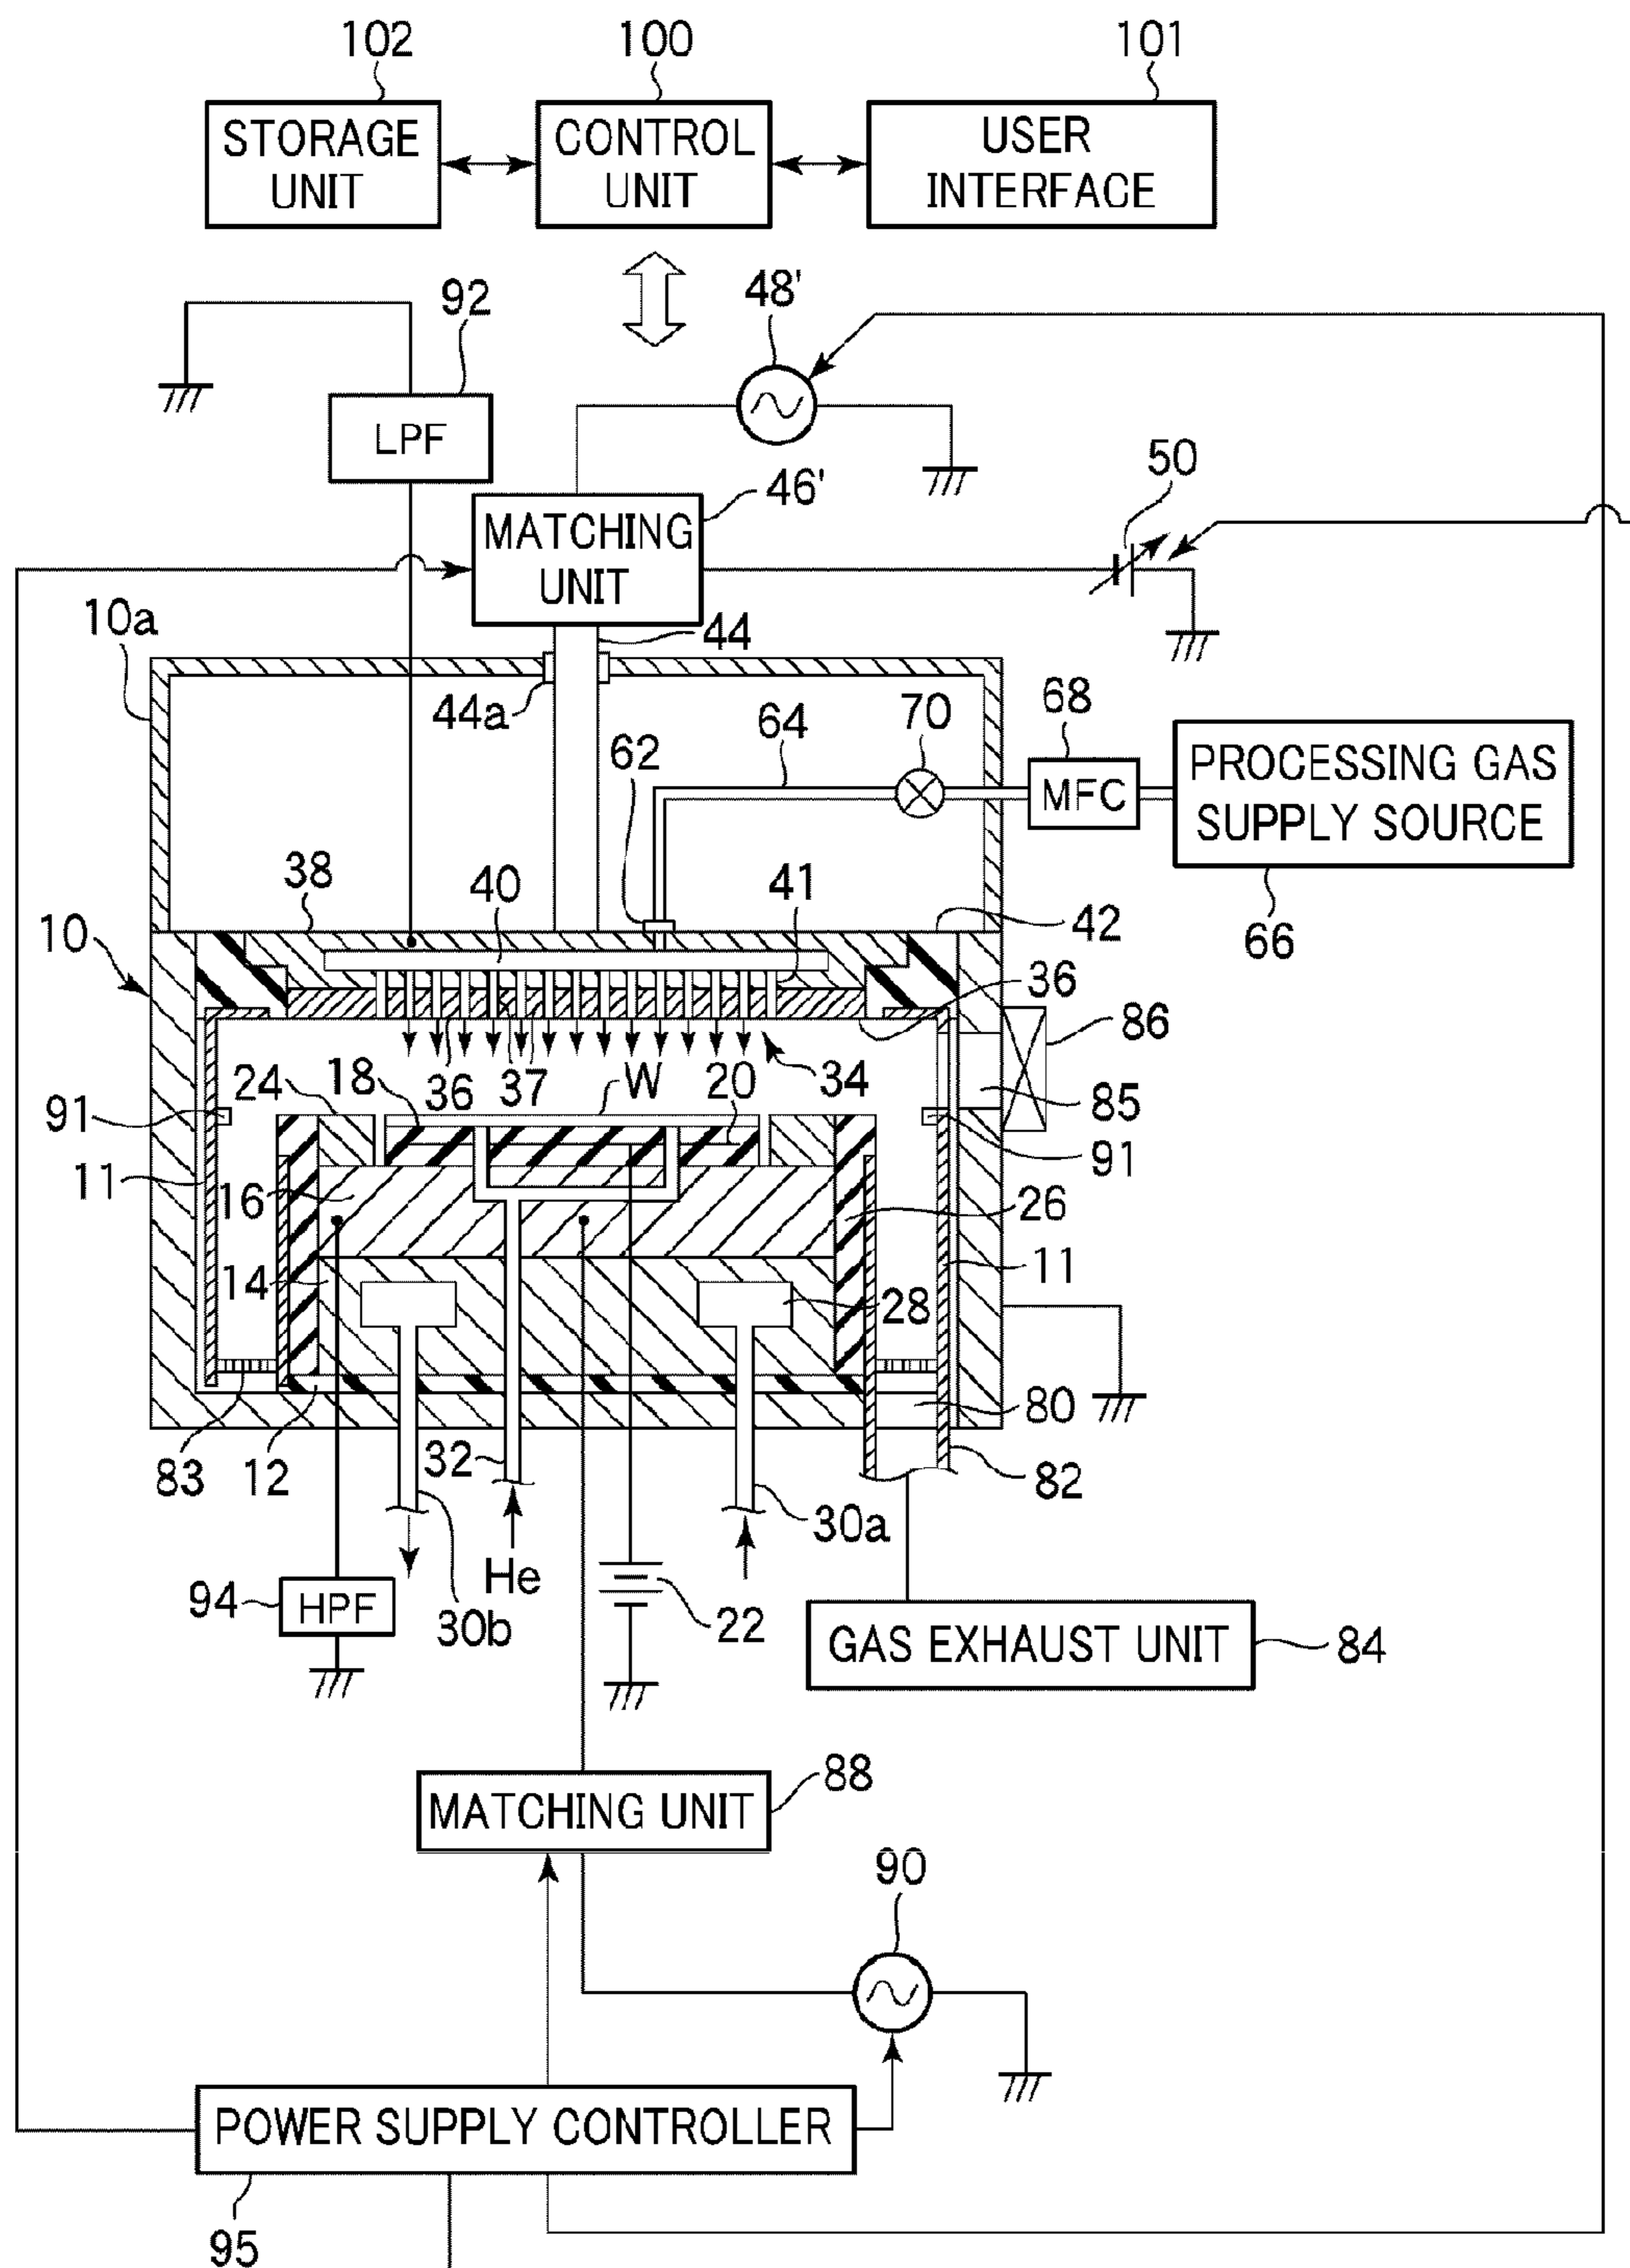 102
100
101
STORAGE
UNIT
CONTROL
UNIT
USER
INTERFACE
92
48'
LPF
46'
50
MATCHING
UNIT
10a
44
44a
68
70
64
62
MFC
PROCESSING GAS
SUPPLY SOURCE
66
38
40
41
42
10
36
86
36
37
W
20
34
18
24
91
85
91
11
16
26
14
28
11
80
83
12
32
82
30a
He
94
HPF
30b
22
GAS EXHAUST UNIT
84
88
MATCHING UNIT
90
POWER SUPPLY CONTROLLER
95